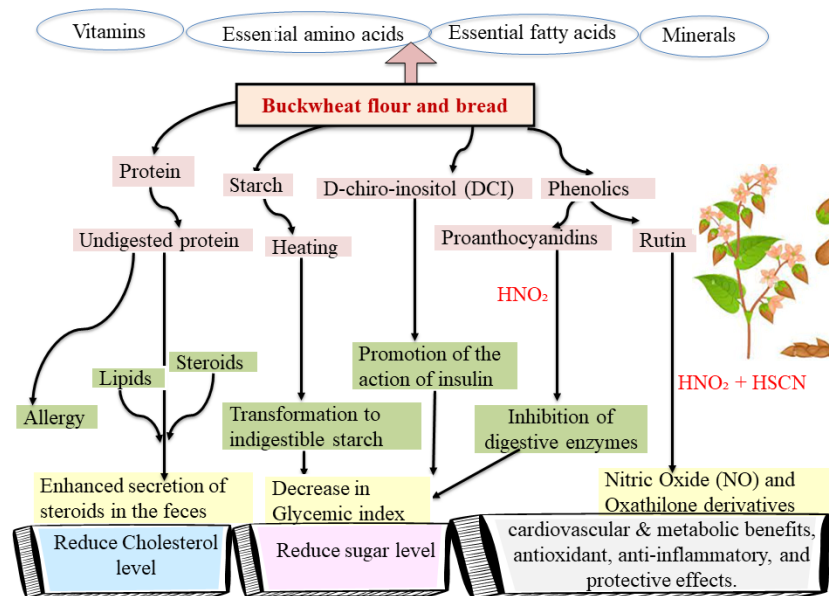 Vitamins
Essential amino acids
Essential fatty acids
Minerals
Buckwheat flour and bread
Protein
Starch
D-chiro-inositol (DCI)
Phenolics
Undigested protein
Heating
Proanthocyanidins
Rutin
HNO₂
Lipids
Steroids
Promotion of the
action of insulin
HNO₂ + HSCN
Allergy
Transformation to
indigestible starch
Inhibition of
digestive enzymes
Enhanced secretion of
steroids in the feces
Decrease in
Glycemic index
Nitric Oxide (NO) and
Oxathilone derivatives
Reduce Cholesterol
level
Reduce sugar level
cardiovascular & metabolic benefits,
antioxidant, anti-inflammatory, and
protective effects.